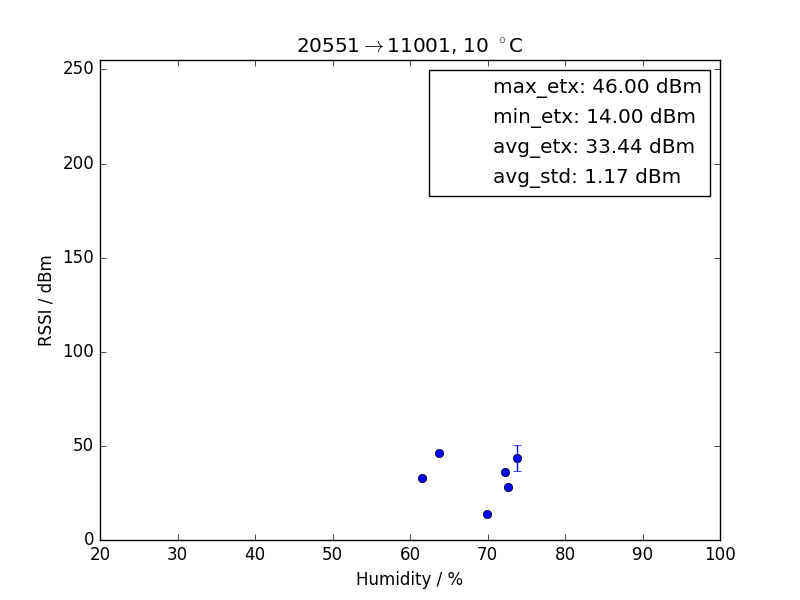 20551→11001, 10 °C
max_etx: 46.00 dBm
min_etx: 14.00 dBm
avg_etx: 33.44 dBm
avg_std: 1.17 dBm
250
200
150
100
50
0
RSSI / dBm
20 30 40 50 60 70 80 90 100
Humidity / %